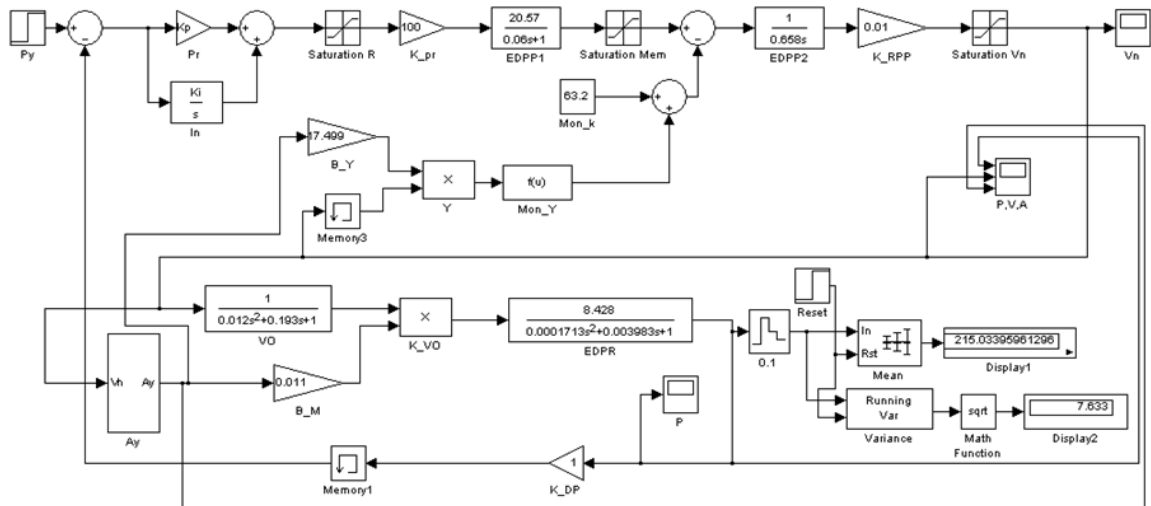 Py
Kp
Pr
Ki
s
In
Saturation R
100
K_pr
20.57
0.06s+1
EDPP1
Saturation Mem
1
0.658s
EDPP2
0.01
K_RPP
Saturation Vn
Vn
63.2
Mon_k
17.499
B_Y
×
Y
f(u)
Mon_Y
Memory3
P,V,A
1
0.012s²+0.193s+1
VO
×
K_VO
8.428
0.0001713s²+0.003983s+1
EDPR
Reset
0.1
In
Rst
Mean
215.03395961296
Display1
Vn Ay
Ay
0.011
B_M
P
Running
Var
Variance
sqrt
Math
Function
7.633
Display2
Memory1
1
K_DP